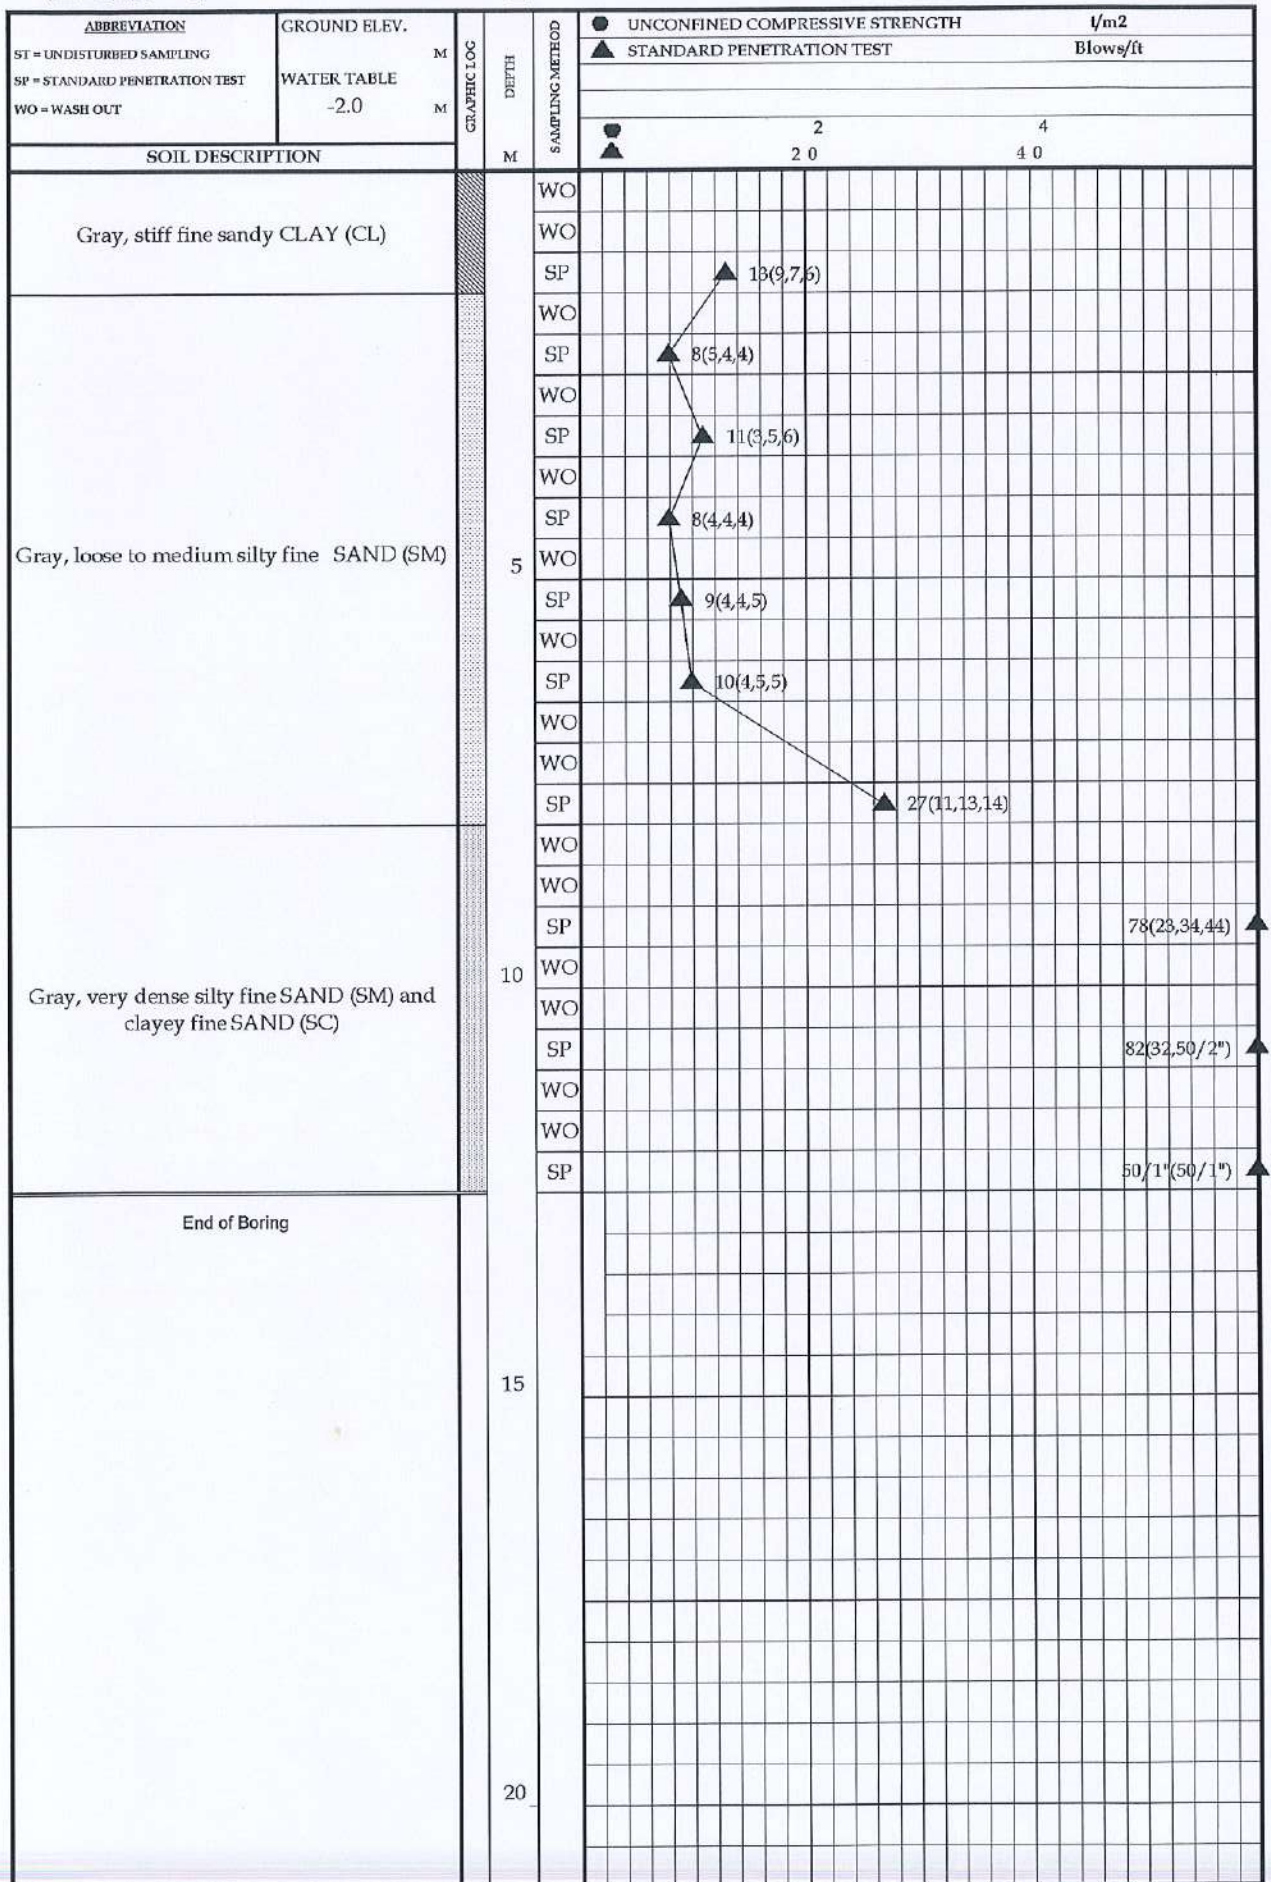 ABBREVIATION
ST = UNDISTURBED SAMPLING
SP = STANDARD PENETRATION TEST
WO = WASH OUT
GROUND ELEV.
M
WATER TABLE
-2.0 M
GRAPHIC LOG
DEPTH
M
SAMPLING METHOD
UNCONFINED COMPRESSIVE STRENGTH t/m2
STANDARD PENETRATION TEST Blows/ft
2 4
20 40
SOIL DESCRIPTION
WO
Gray, stiff fine sandy CLAY (CL)
WO
SP 13(9,7,6)
WO
SP 8(5,4,4)
WO
SP 11(3,5,6)
WO
SP 8(4,4,4)
Gray, loose to medium silty fine SAND (SM)
5
WO
SP 9(4,4,5)
WO
SP 10(4,5,5)
WO
WO
SP 27(11,13,14)
WO
WO
SP 78(23,34,44)
10
WO
Gray, very dense silty fine SAND (SM) and
clayey fine SAND (SC)
WO
SP 82(32,50/2")
WO
WO
SP 50/1"(50/1")
End of Boring
15
20